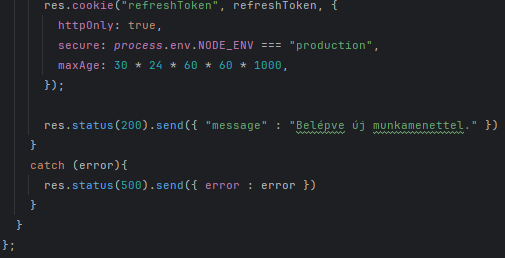 res.cookie("refreshToken", refreshToken, {
httpOnly: true,
secure: process.env.NODE_ENV === "production",
maxAge: 30 * 24 * 60 * 60 * 1000,
});
res.status(200).send({ "message" : "Belépve új munkamenettel." })
}
catch (error){
res.status(500).send({ error : error })
}
}
};